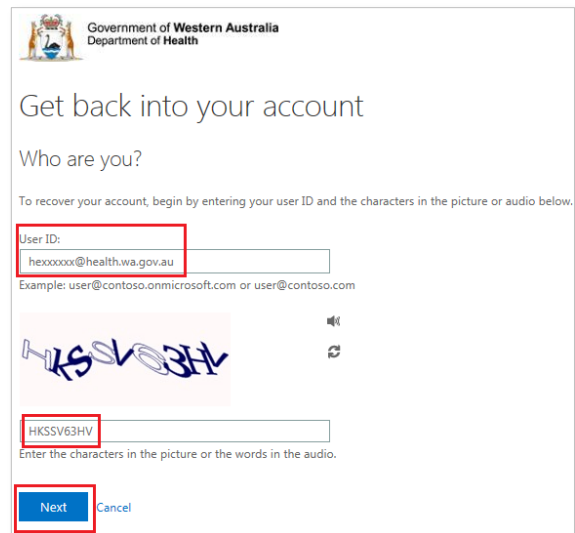 Government of Western Australia
Department of Health
Get back into your account
Who are you?
To recover your account, begin by entering your user ID and the characters in the picture or audio below.
User ID:
hexxxxxx@health.wa.gov.au
Example: user@contoso.onmicrosoft.com or user@contoso.com
HKSSV63HV
Enter the characters in the picture or the words in the audio.
Next Cancel